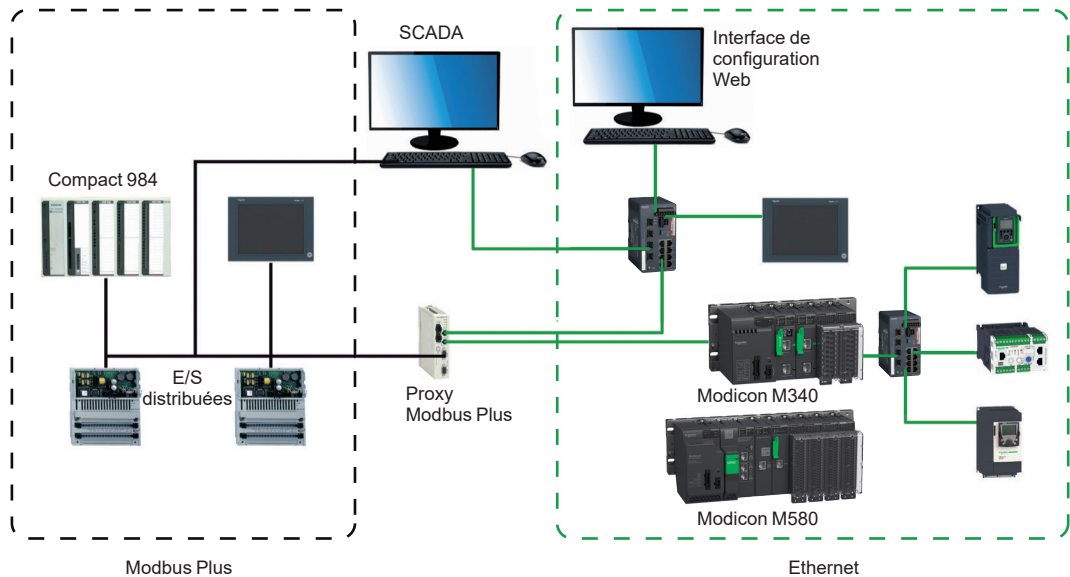 SCADA
Interface de
configuration
Web
Compact 984
E/S
distribuées
Proxy
Modbus Plus
Modicon M340
Modicon M580
Modbus Plus
Ethernet